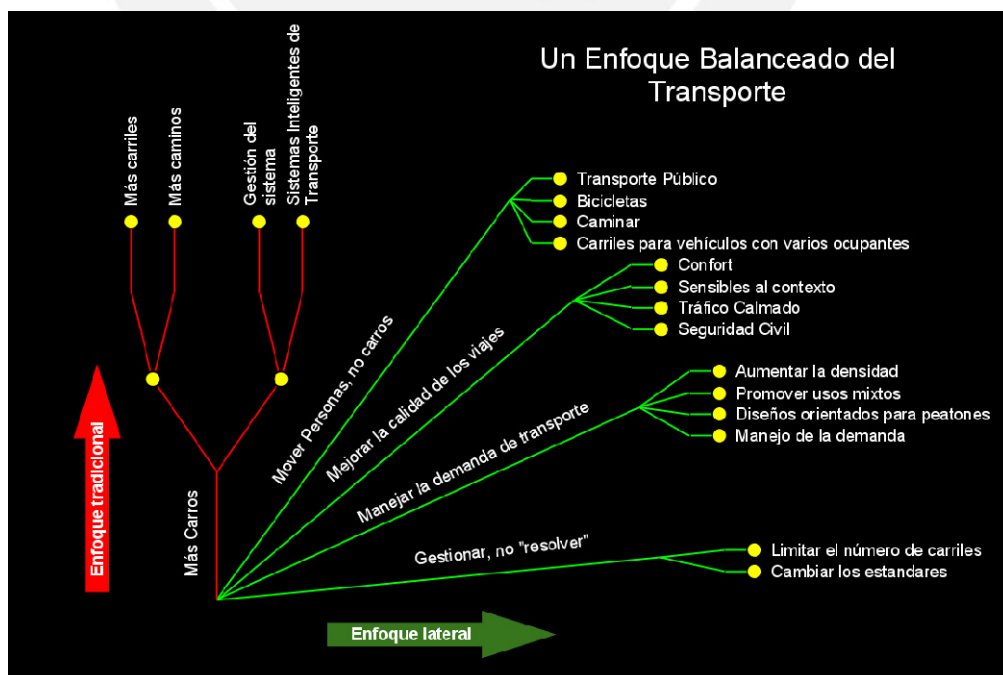 Un Enfoque Balanceado del
Transporte
Más carriles
Más caminos
Gestión del
sistema
Sistemas Inteligentes de
Transporte
Más Carros
Enfoque tradicional
Mover Personas, no carros
Transporte Público
Bicicletas
Caminar
Carriles para vehículos con varios ocupantes
Mejorar la calidad de los viajes
Confort
Sensibles al contexto
Tráfico Calmado
Seguridad Civil
Manejar la demanda de transporte
Aumentar la densidad
Promover usos mixtos
Diseños orientados para peatones
Manejo de la demanda
Gestionar, no "resolver"
Limitar el número de carriles
Cambiar los estandares
Enfoque lateral